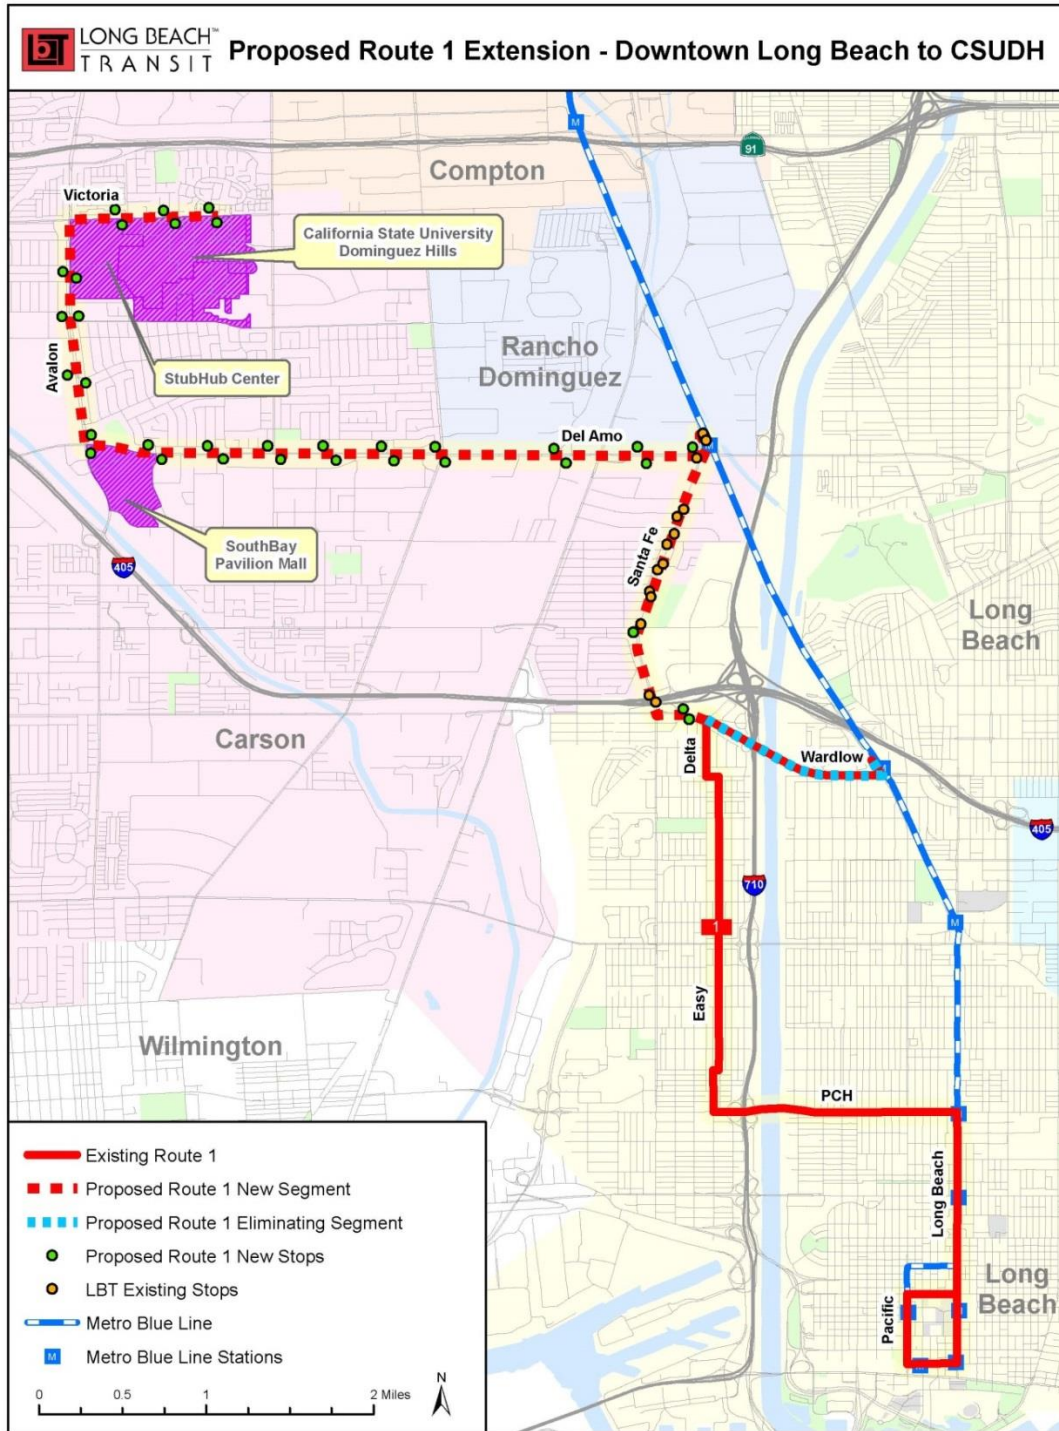 LONG BEACH™
TRANSIT
Proposed Route 1 Extension - Downtown Long Beach to CSUDH
M
91
Compton
Victoria
California State University
Dominguez Hills
Rancho
Dominguez
StubHub Center
Avalon
Del Amo
SouthBay
Pavilion Mall
405
Santa Fe
Long
Beach
Carson
Delta
Wardlow
405
710
M
1
Easy
Wilmington
PCH
Long Beach
Long
Beach
Pacific
Existing Route 1
Proposed Route 1 New Segment
Proposed Route 1 Eliminating Segment
Proposed Route 1 New Stops
LBT Existing Stops
Metro Blue Line
M
Metro Blue Line Stations
0 0.5 1 2 Miles
N